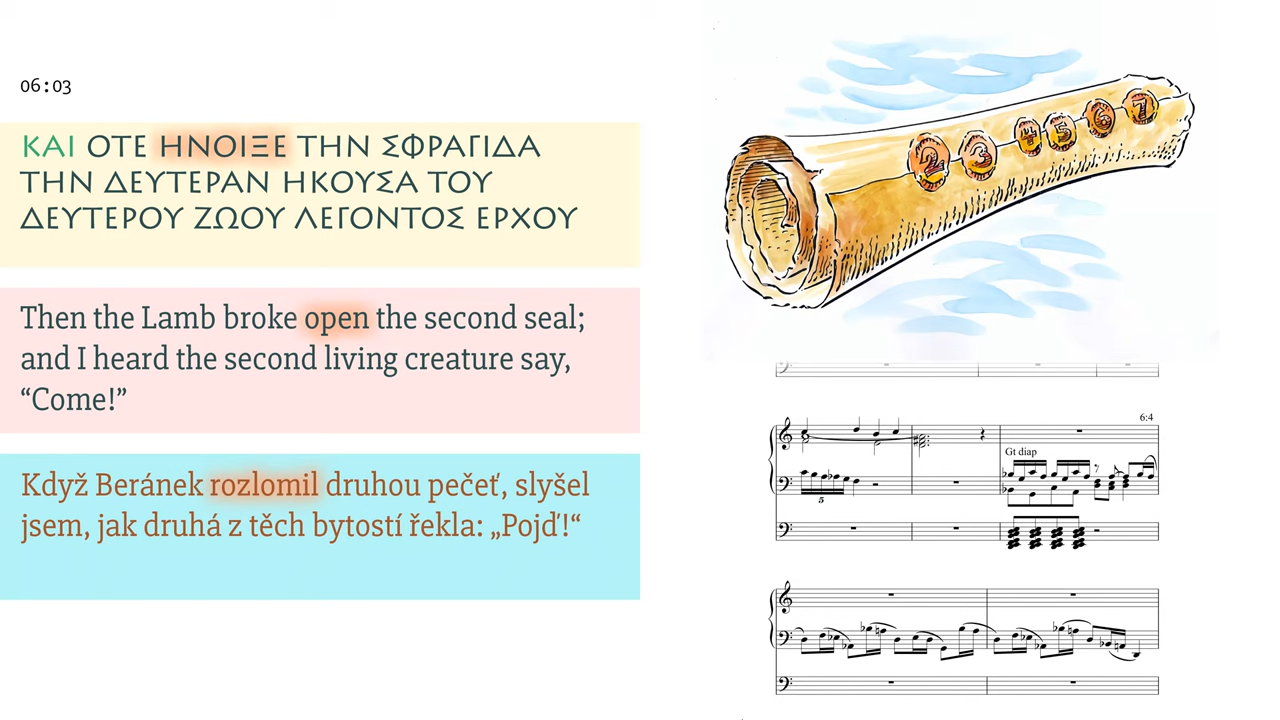 06:03
ΚΑΙ ΟΤΕ ΗΝΟΙΞΕ ΤΗΝ ΣΦΡΑΓΙΔΑ
ΤΗΝ ΔΕΥΤΕΡΑΝ ΗΚΟΥΣΑ ΤΟΥ
ΔΕΥΤΕΡΟΥ ΖΩΟΥ ΛΕΓΟΝΤΟΣ ΕΡΧΟΥ
Then the Lamb broke open the second seal;
and I heard the second living creature say,
“Come!”
Když Beránek rozlomil druhou pečeť, slyšel
jsem, jak druhá z těch bytostí řekla: „Pojď!“
2 3 4 5 6 7
6:4
Gt diap
5